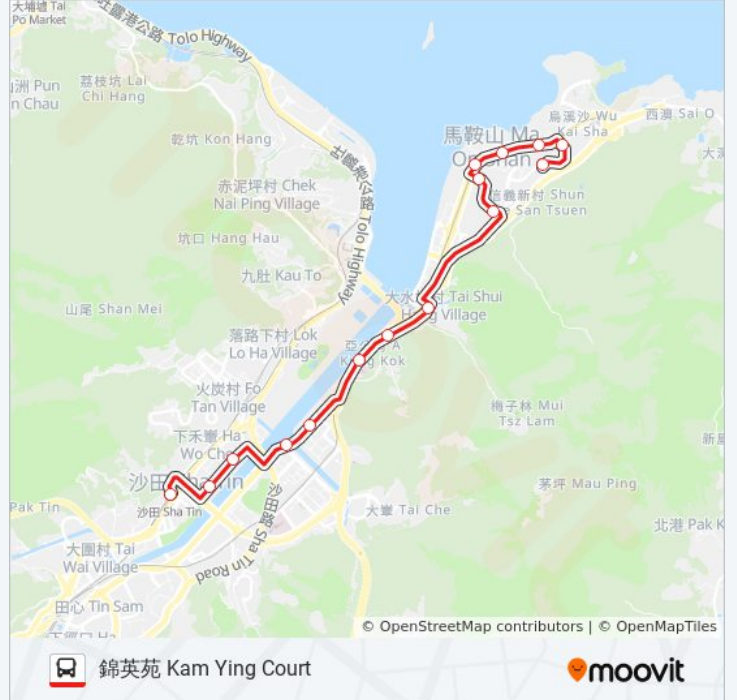 大埔墟 Tai
Po Market
吐露港公路 Tolo Highway
洲 Pun
n Chau
荔枝坑 Lai
Chi Hang
乾坑 Kon Hang
吐露港公路 Tolo Highway
赤泥坪村 Chek
Nai Ping Village
坑口 Hang Hau
九肚 Kau To
山尾 Shan Mei
落路下村 Lok
Lo Ha Village
火炭村 Fo
Tan Village
下禾輋 Ha
Wo Che
沙田 Sha Tin
沙田 Sha Tin
Pak Tin
大圍村 Tai
Wai Village
田心 Tin Sam
馬鞍山 Ma
On Shan
烏溪沙 Wu
Kai Sha
西澳 Sai O
信義新村 Shun
San Tsuen
大水坑村 Tai Shui
Hang Village
A
Kung Kok
梅子林 Mui
Tsz Lam
茅坪 Mau Ping
大輋 Tai Che
北港 Pak K
沙田路 Sha Tin Road
© OpenStreetMap contributors | © OpenMapTiles
錦英苑 Kam Ying Court
moovit